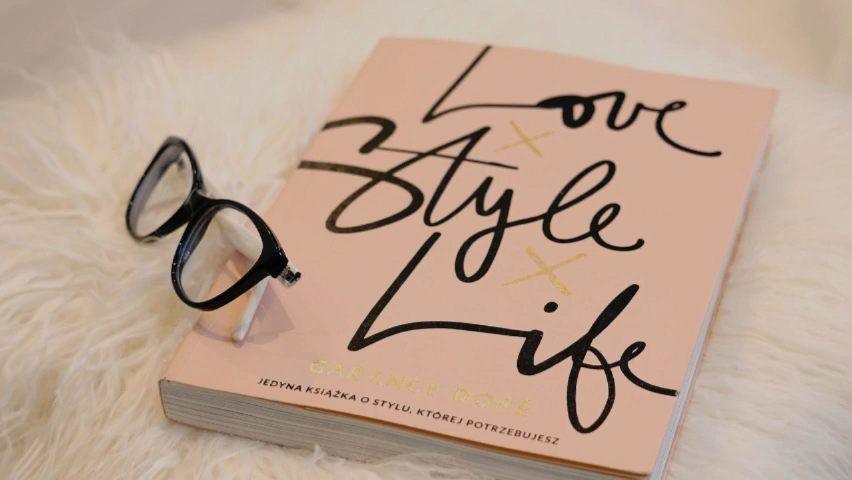 Love
×
Style
×
Life
GARANCE DORÉ
JEDYNA KSIĄŻKA O STYLU, KTÓREJ POTRZEBUJESZ